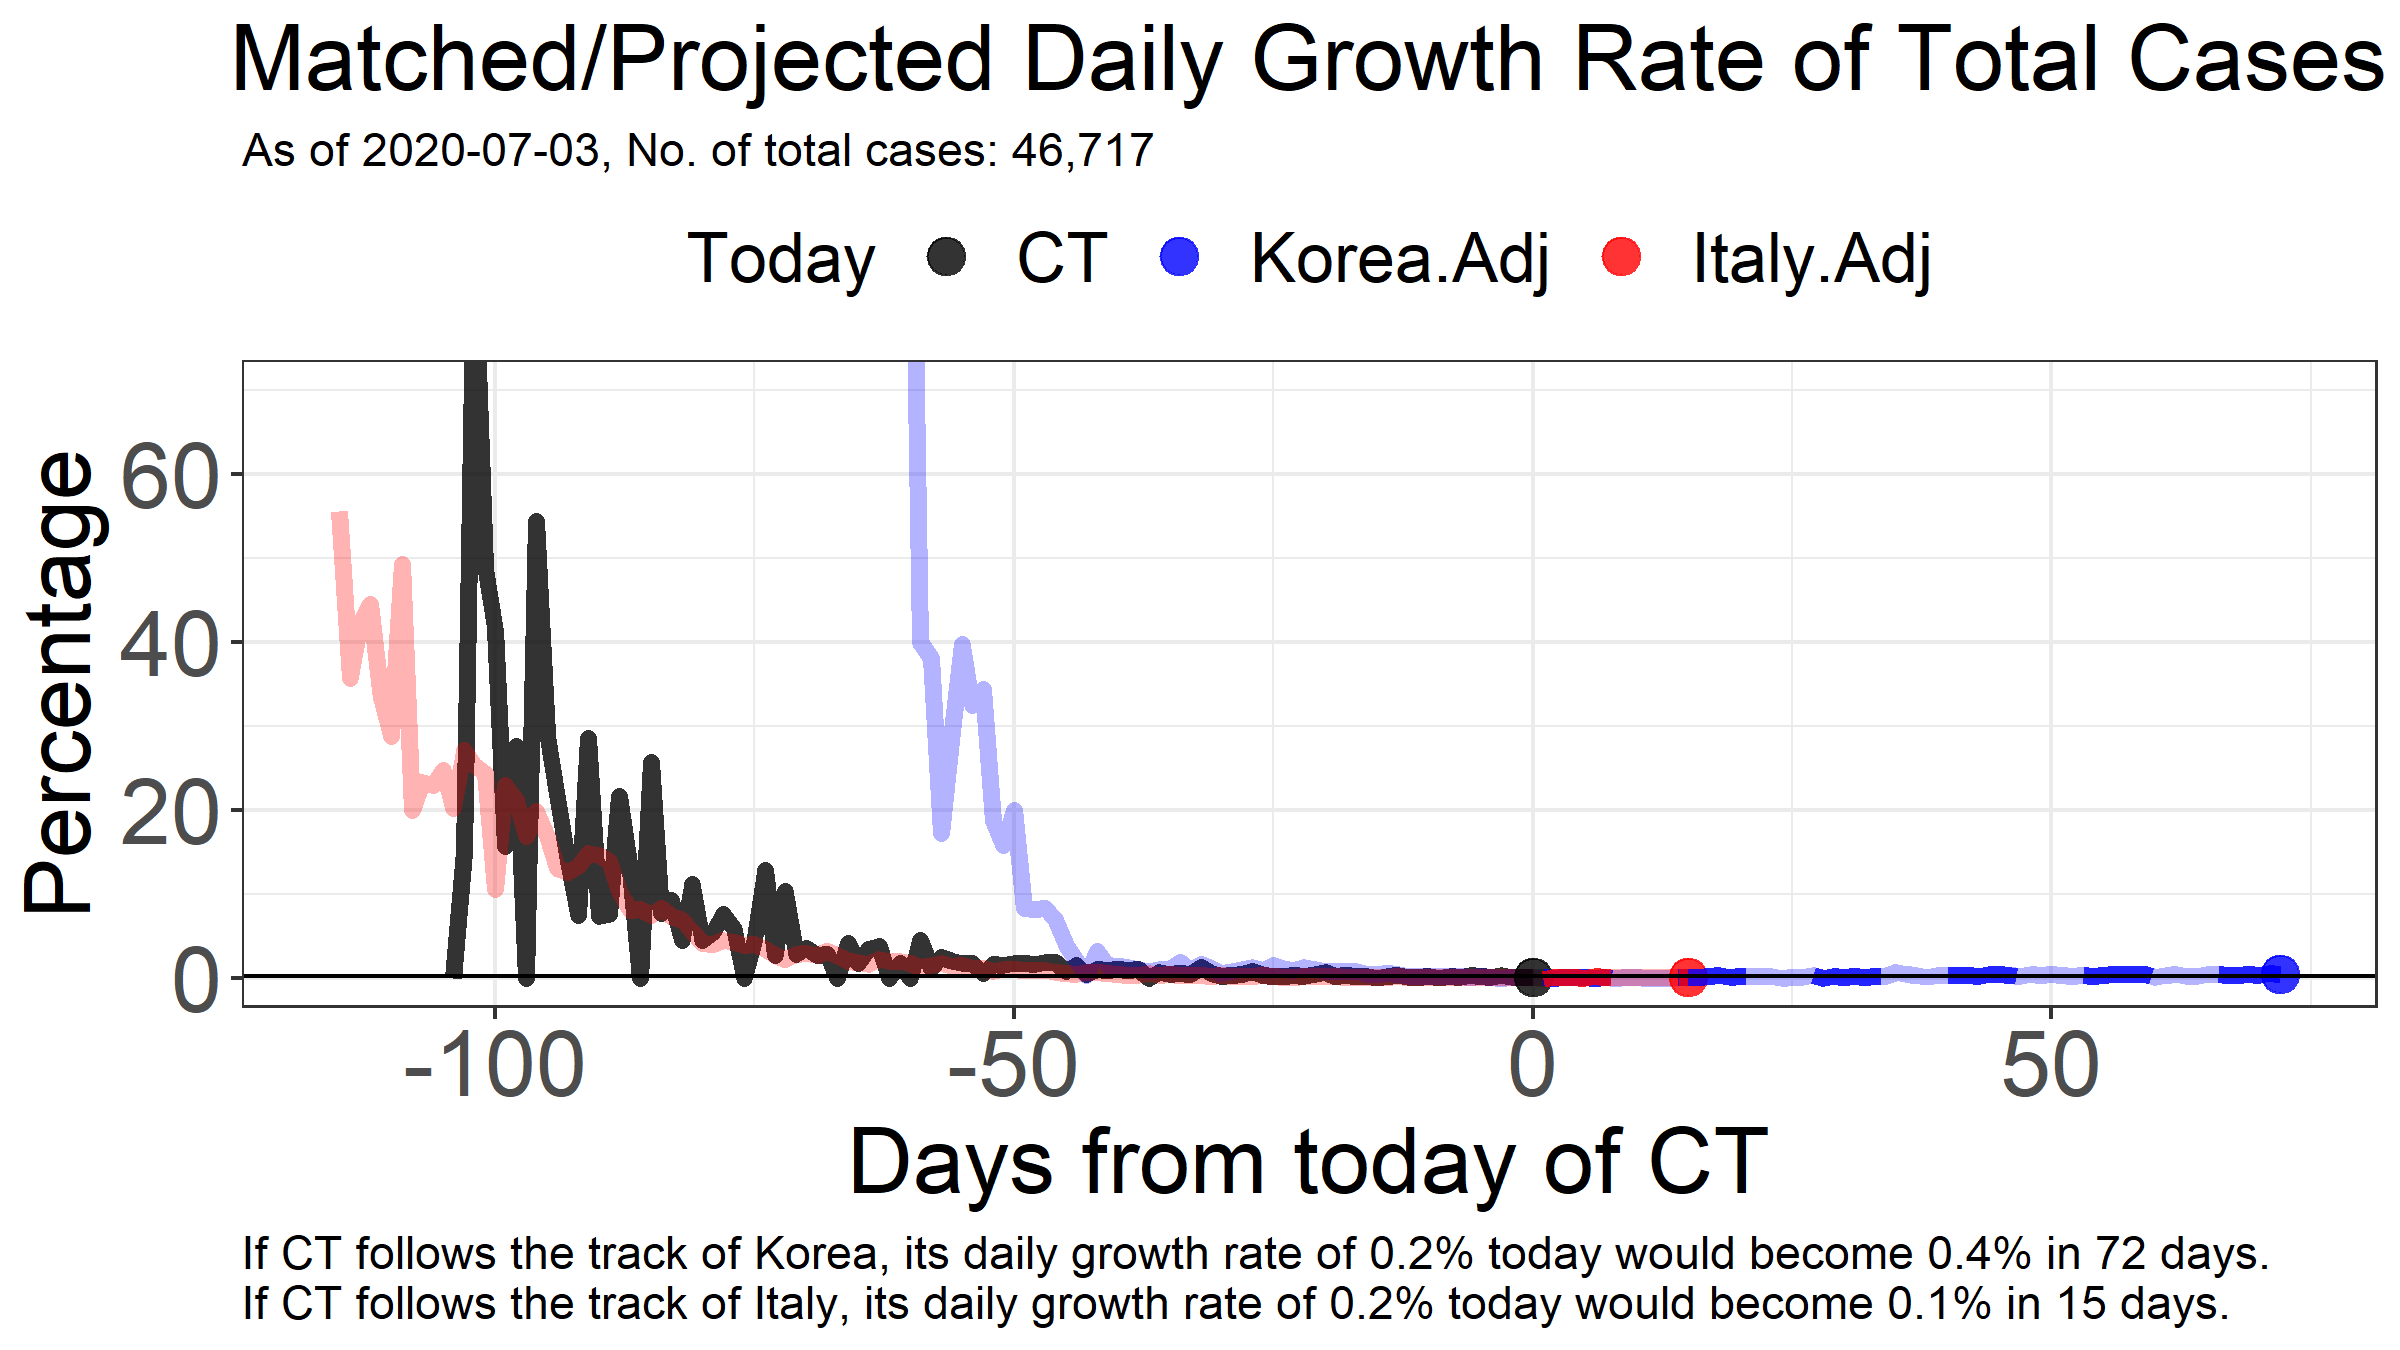 Matched/Projected Daily Growth Rate of Total Cases
As of 2020-07-03, No. of total cases: 46,717
Today CT Korea.Adj Italy.Adj
Percentage
60
40
20
0
-100 -50 0 50
Days from today of CT
If CT follows the track of Korea, its daily growth rate of 0.2% today would become 0.4% in 72 days.
If CT follows the track of Italy, its daily growth rate of 0.2% today would become 0.1% in 15 days.